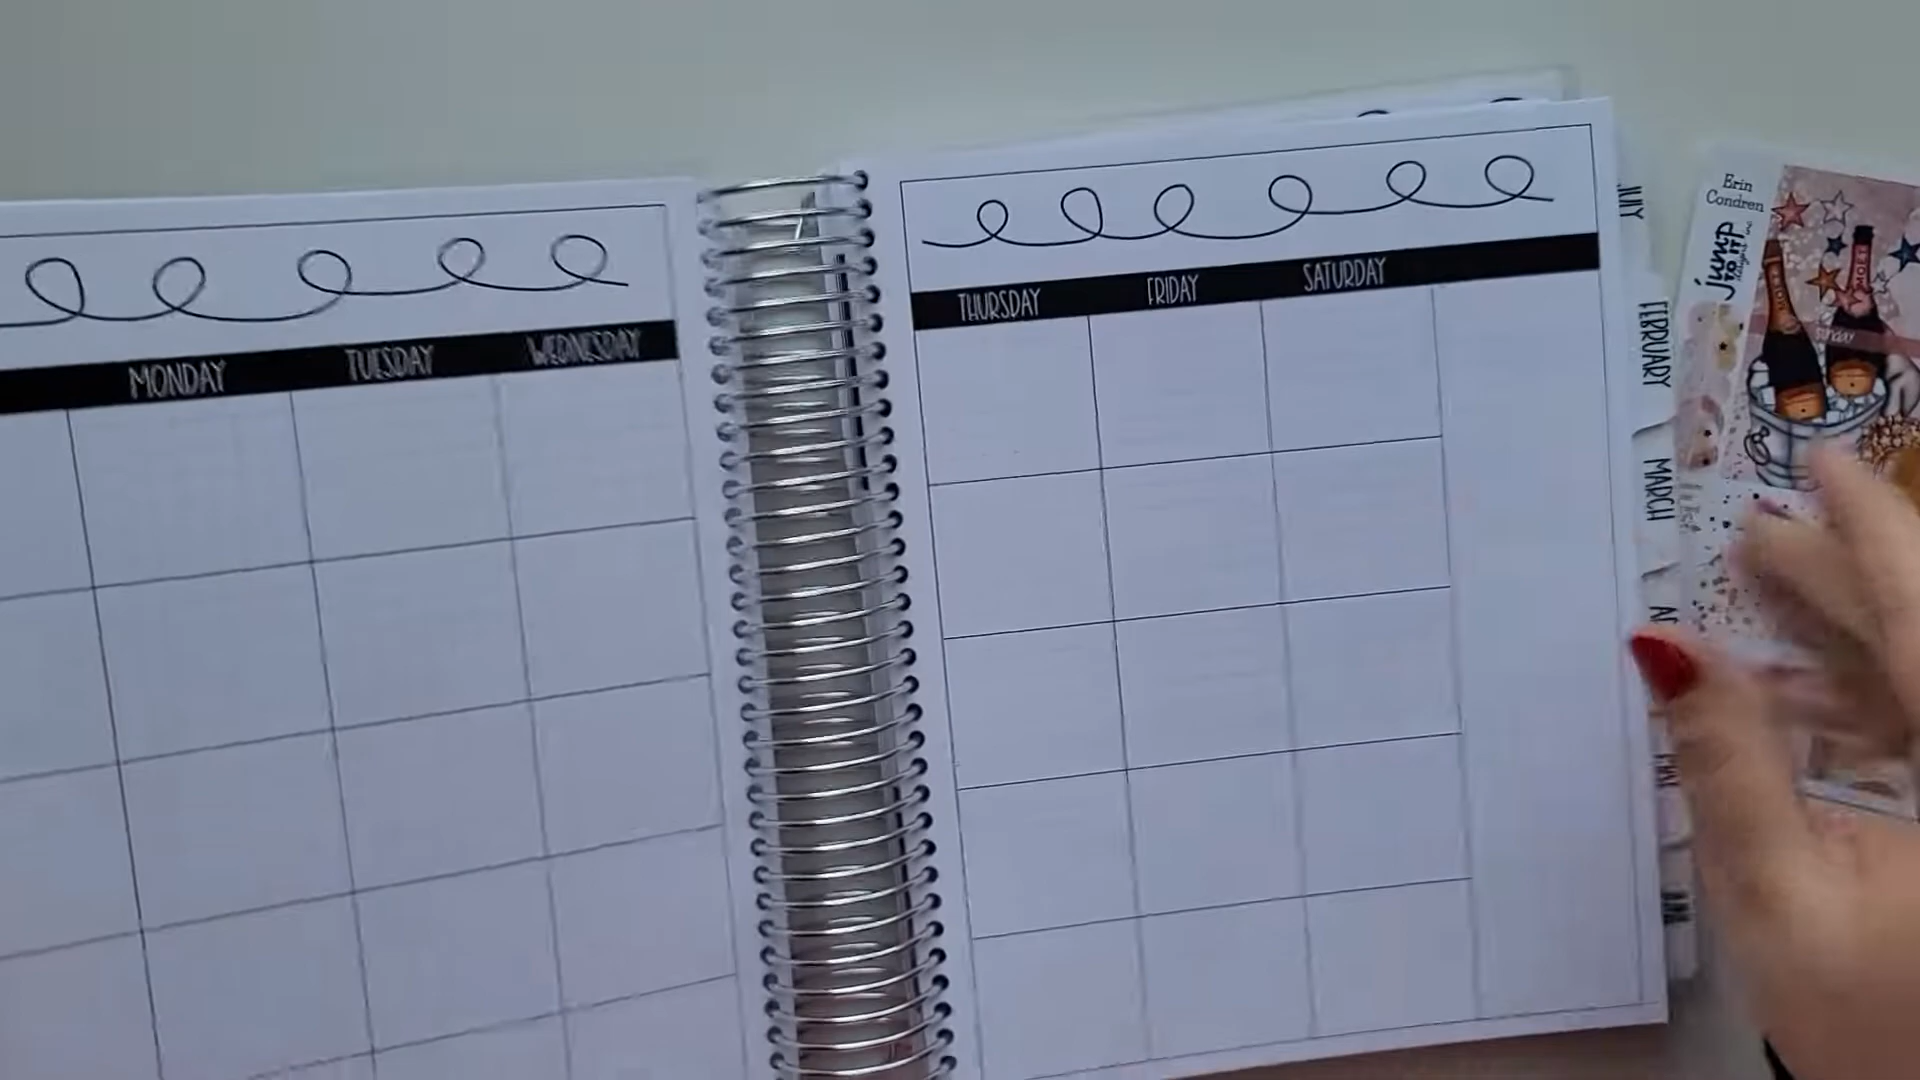 MONDAY TUESDAY WEDNESDAY
THURSDAY FRIDAY SATURDAY
JULY
FEBRUARY
MARCH
Erin
Condren
jump
TO IT